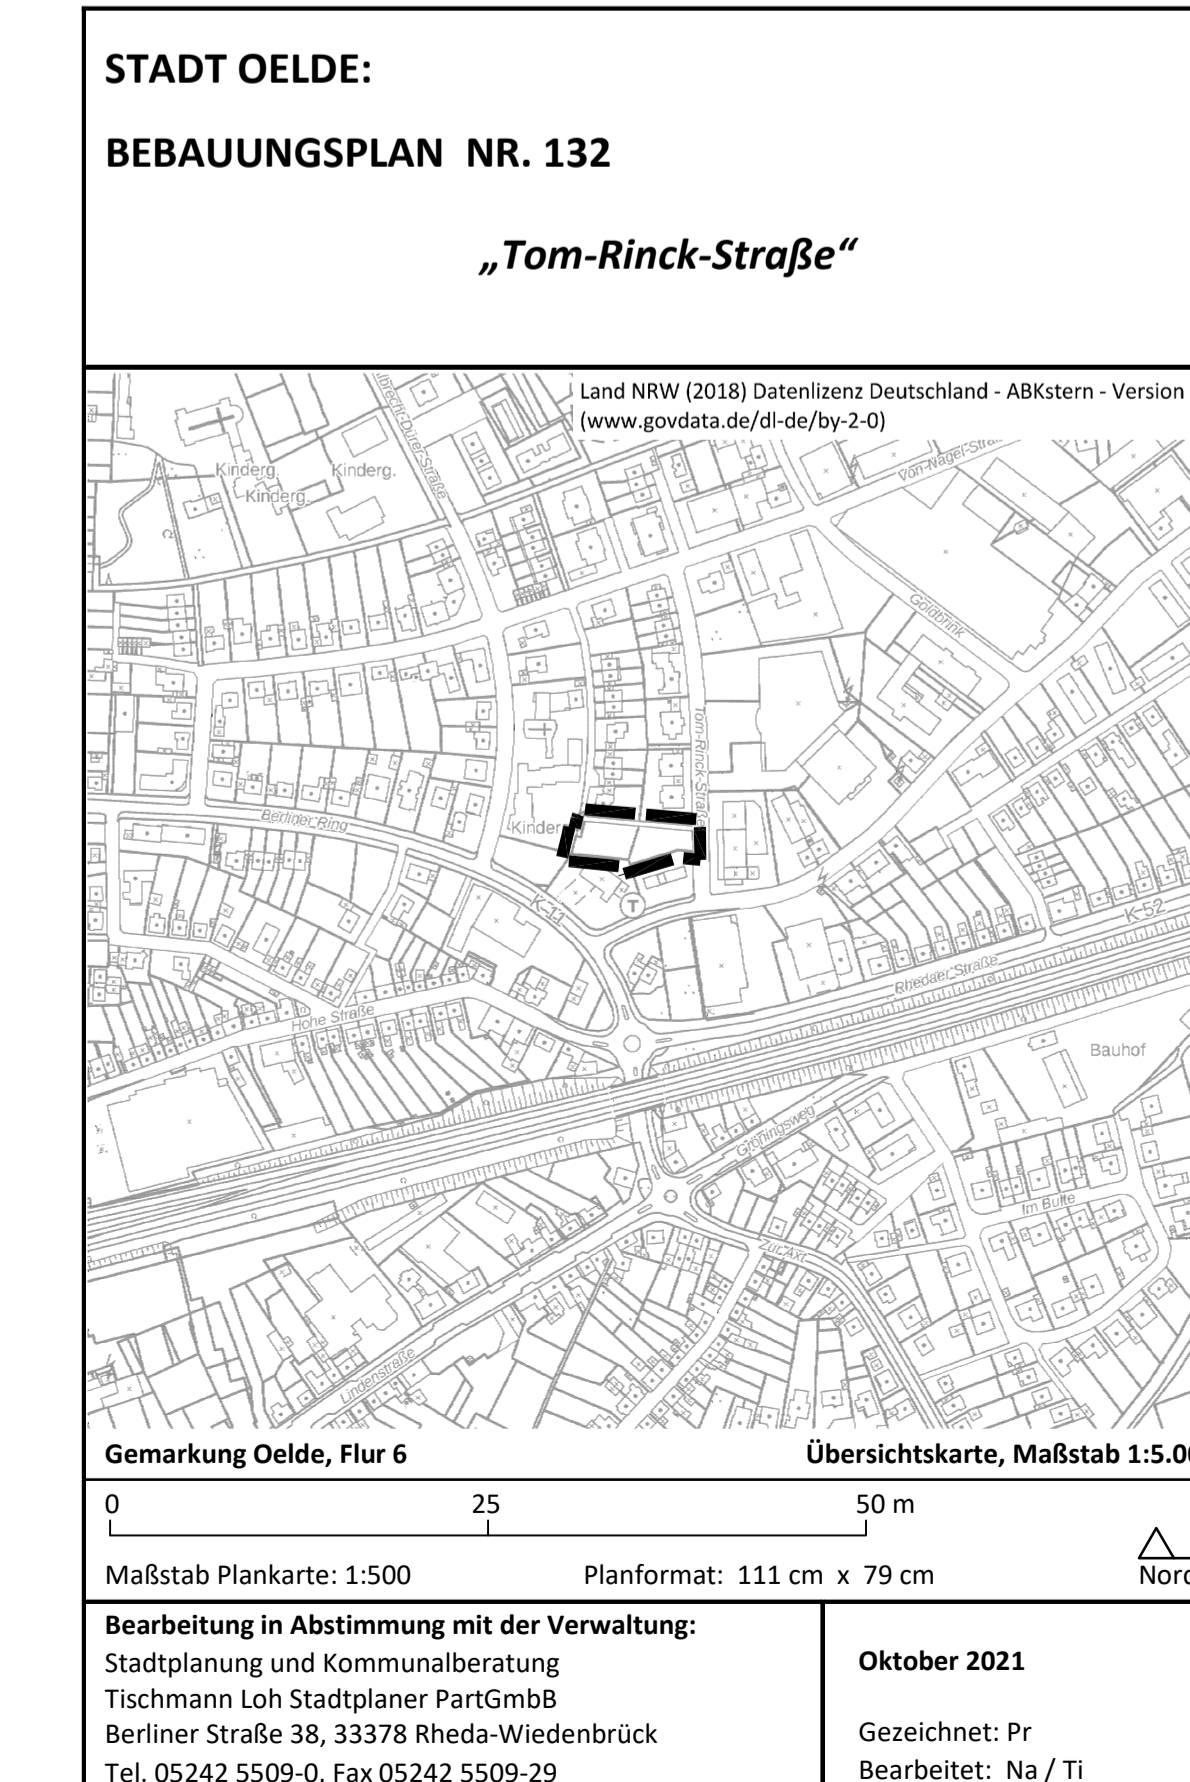 STADT OELDE:
BEBAUUNGSPLAN NR. 132
„Tom-Rinck-Straße“
Land NRW (2018) Datenlizenz Deutschland - ABKstern - Version
(www.govdata.de/dl-de/by-2-0)
Kinderg.
Kinderg.
Kinderg.
Von-Nagel-Straß
Goldbrink
Tom-Rinck-Straße
Berliner Ring
Kinder
K 11
T
K 52
Rhedaer Straße
Hohe Straße
Bauhof
Gröningsweg
Im Bulte
Zur Axt
Lindenstraße
Gemarkung Oelde, Flur 6
Übersichtskarte, Maßstab 1:5.00
0 25 50 m
Maßstab Plankarte: 1:500 Planformat: 111 cm x 79 cm Nord
Bearbeitung in Abstimmung mit der Verwaltung:
Stadtplanung und Kommunalberatung
Tischmann Loh Stadtplaner PartGmbB
Berliner Straße 38, 33378 Rheda-Wiedenbrück
Tel. 05242 5509-0, Fax 05242 5509-29
Oktober 2021
Gezeichnet: Pr
Bearbeitet: Na / Ti